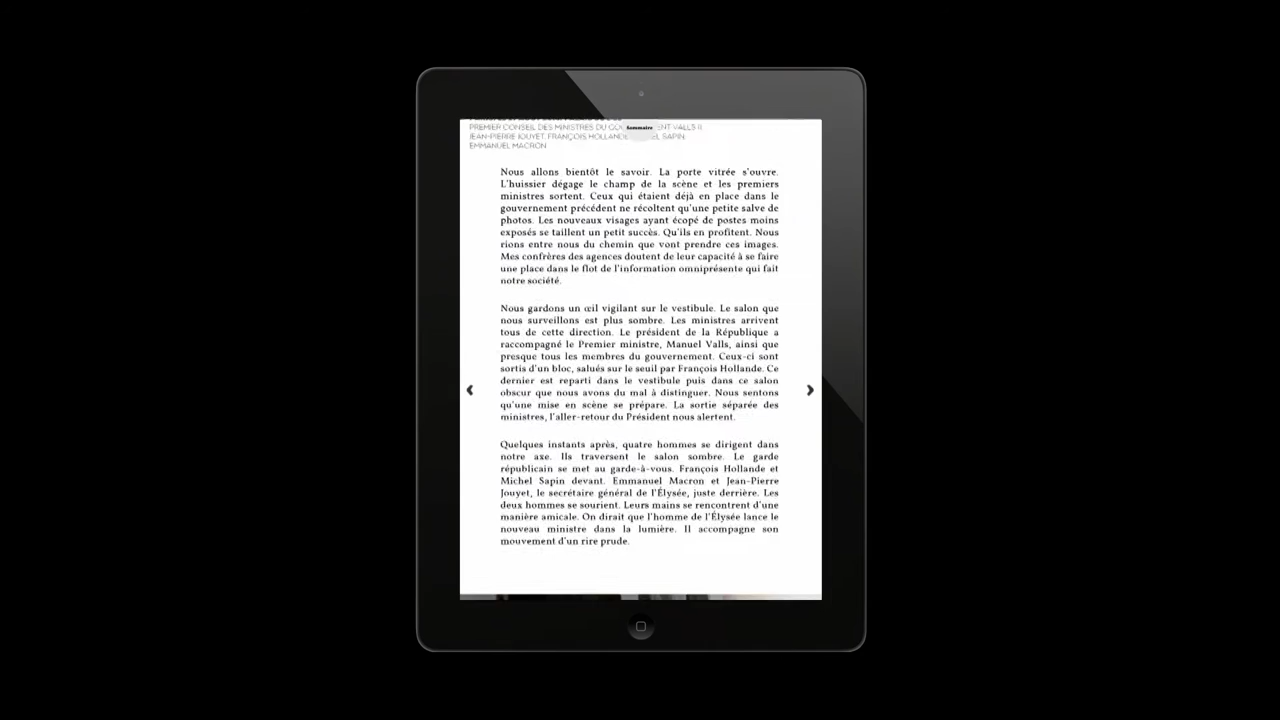 PREMIER CONSEIL DES MINISTRES DU GOU ENT VALLS II
Sommaire
JEAN-PIERRE JOUYET, FRANÇOIS HOLLANDE EL SAPIN,
EMMANUEL MACRON
Nous allons bientôt le savoir. La porte vitrée s'ouvre.
L'huissier dégage le champ de la scène et les premiers
ministres sortent. Ceux qui étaient déjà en place dans le
gouvernement précédent ne récoltent qu'une petite salve de
photos. Les nouveaux visages ayant écopé de postes moins
exposés se taillent un petit succès. Qu'ils en profitent. Nous
rions entre nous du chemin que vont prendre ces images.
Mes confrères des agences doutent de leur capacité à se faire
une place dans le flot de l'information omniprésente qui fait
notre société.
Nous gardons un œil vigilant sur le vestibule. Le salon que
nous surveillons est plus sombre. Les ministres arrivent
tous de cette direction. Le président de la République a
raccompagné le Premier ministre, Manuel Valls, ainsi que
presque tous les membres du gouvernement. Ceux-ci sont
sortis d'un bloc, salués sur le seuil par François Hollande. Ce
dernier est reparti dans le vestibule puis dans ce salon
obscur que nous avons du mal à distinguer. Nous sentons
qu'une mise en scène se prépare. La sortie séparée des
ministres, l'aller-retour du Président nous alertent.
Quelques instants après, quatre hommes se dirigent dans
notre axe. Ils traversent le salon sombre. Le garde
républicain se met au garde-à-vous. François Hollande et
Michel Sapin devant. Emmanuel Macron et Jean-Pierre
Jouyet, le secrétaire général de l'Élysée, juste derrière. Les
deux hommes se sourient. Leurs mains se rencontrent d'une
manière amicale. On dirait que l'homme de l'Élysée lance le
nouveau ministre dans la lumière. Il accompagne son
mouvement d'un rire prude.